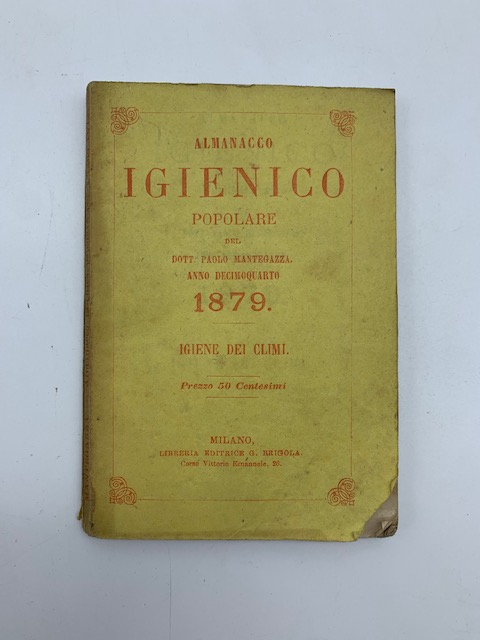 ALMANACCO
IGIENICO
POPOLARE
DEL
DOTT. PAOLO MANTEGAZZA.
ANNO DECIMOQUARTO
1879.
IGIENE DEI CLIMI.
Prezzo 50 Centesimi
MILANO,
LIBRERIA EDITRICE G. BRIGOLA.
Corso Vittorio Emanuele, 26.